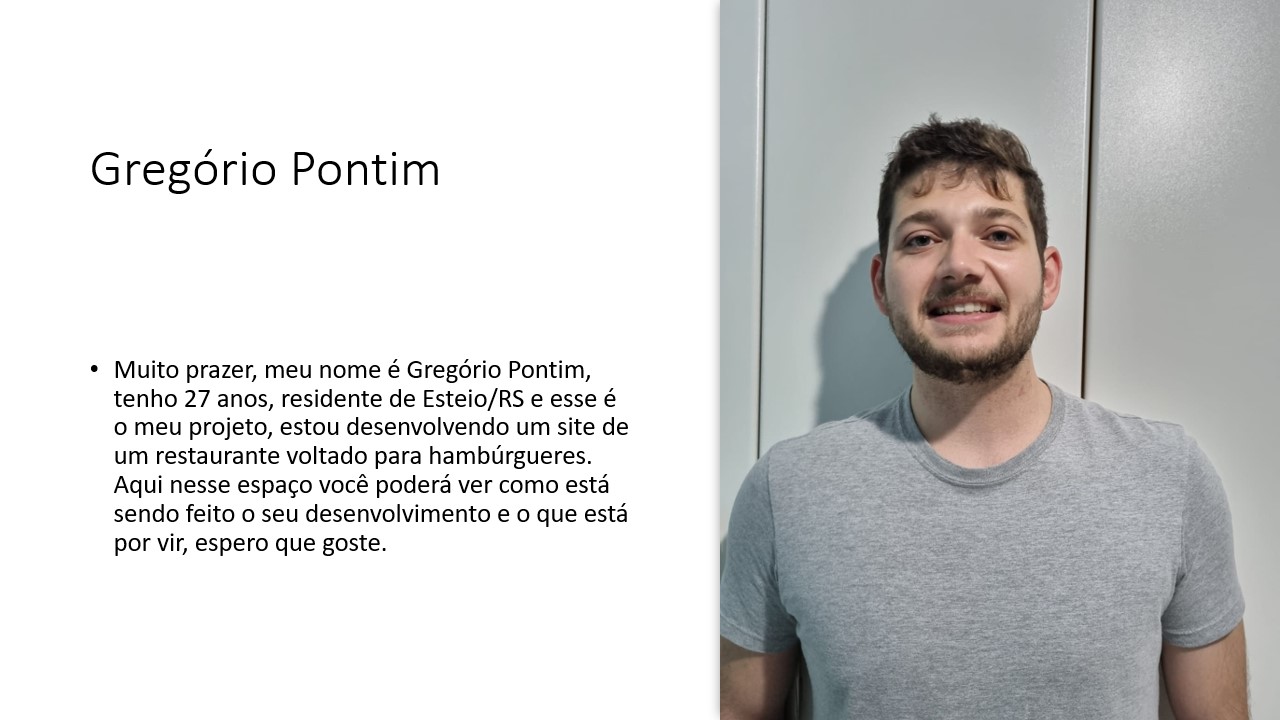 Gregório Pontim
• Muito prazer, meu nome é Gregório Pontim,
tenho 27 anos, residente de Esteio/RS e esse é
o meu projeto, estou desenvolvendo um site de
um restaurante voltado para hambúrgueres.
Aqui nesse espaço você poderá ver como está
sendo feito o seu desenvolvimento e o que está
por vir, espero que goste.